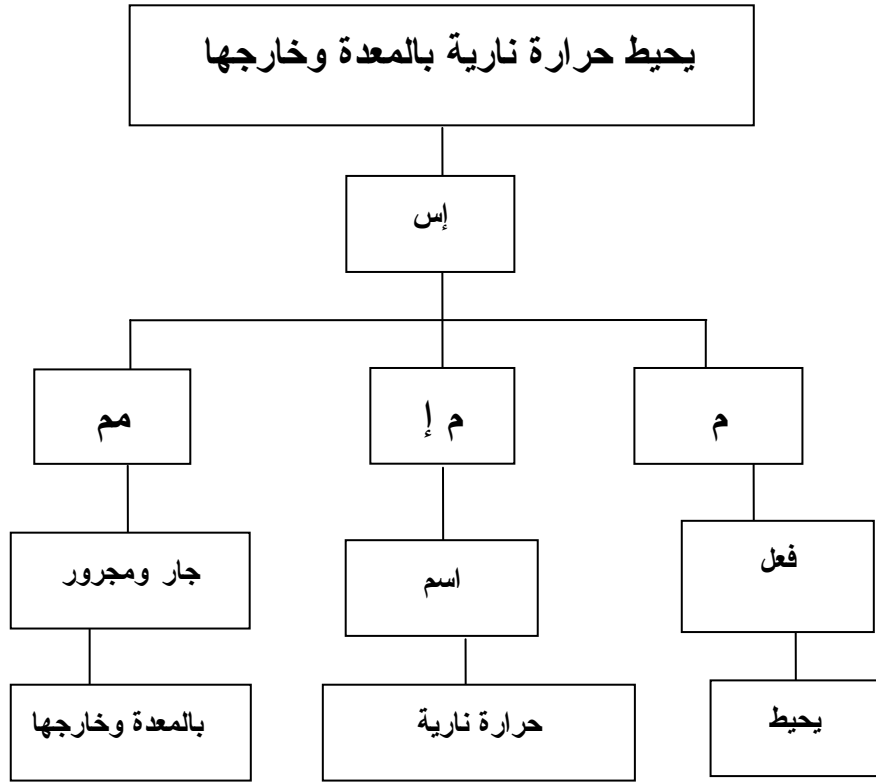 يحيط حرارة نارية بالمعدة وخارجها
إس
م
م إ
مم
فعل
اسم
جار ومجرور
يحيط
حرارة نارية
بالمعدة وخارجها